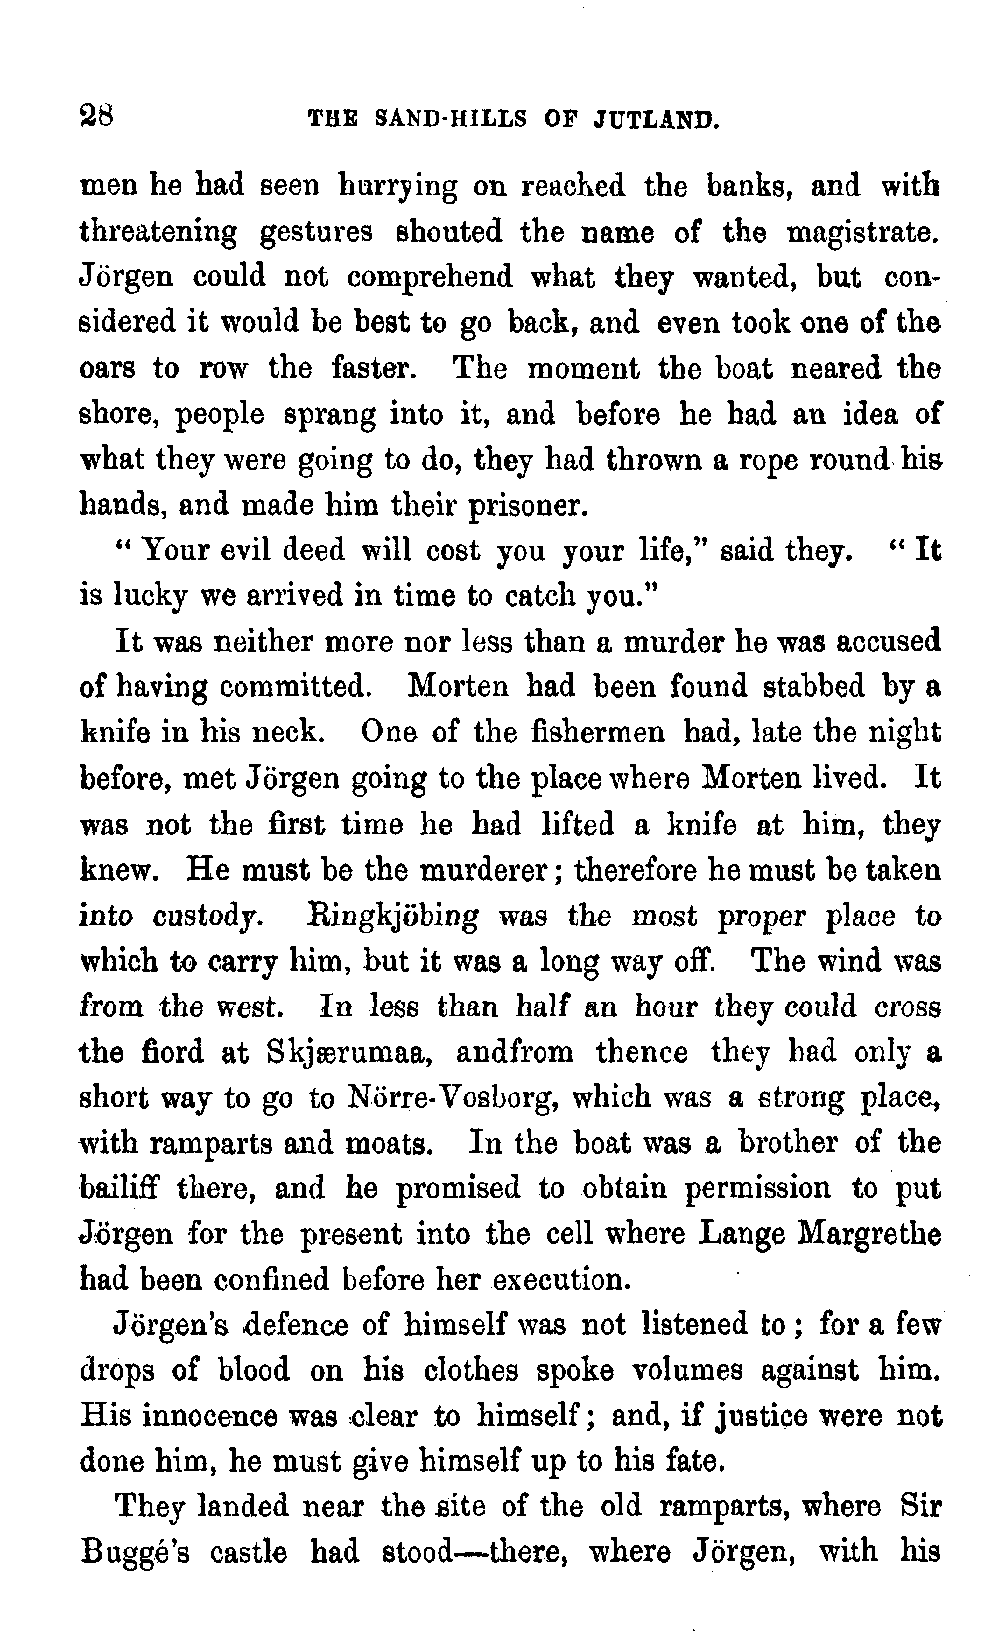 28 THE SAND-HILLS OF JUTLAND.
men he had seen hurrying on reached the banks, and with
threatening gestures shouted the name of the magistrate.
Jörgen could not comprehend what they wanted, but con-
sidered it would be best to go back, and even took one of the
oars to row the faster. The moment the boat neared the
shore, people sprang into it, and before he had an idea of
what they were going to do, they had thrown a rope round his
hands, and made him their prisoner.
“ Your evil deed will cost you your life,” said they. “ It
is lucky we arrived in time to catch you.”
It was neither more nor less than a murder he was accused
of having committed. Morten had been found stabbed by a
knife in his neck. One of the fishermen had, late the night
before, met Jörgen going to the place where Morten lived. It
was not the first time he had lifted a knife at him, they
knew. He must be the murderer; therefore he must be taken
into custody. Ringkjöbing was the most proper place to
which to carry him, but it was a long way off. The wind was
from the west. In less than half an hour they could cross
the fiord at Skjærumaa, andfrom thence they had only a
short way to go to Nörre-Vosborg, which was a strong place,
with ramparts and moats. In the boat was a brother of the
bailiff there, and he promised to obtain permission to put
Jörgen for the present into the cell where Lange Margrethe
had been confined before her execution.
Jörgen’s defence of himself was not listened to; for a few
drops of blood on his clothes spoke volumes against him.
His innocence was clear to himself; and, if justice were not
done him, he must give himself up to his fate.
They landed near the site of the old ramparts, where Sir
Buggé’s castle had stood—there, where Jörgen, with his